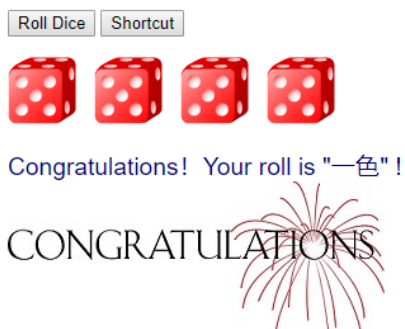 Roll Dice Shortcut
Congratulations! Your roll is "一色" !
CONGRATULATIONS